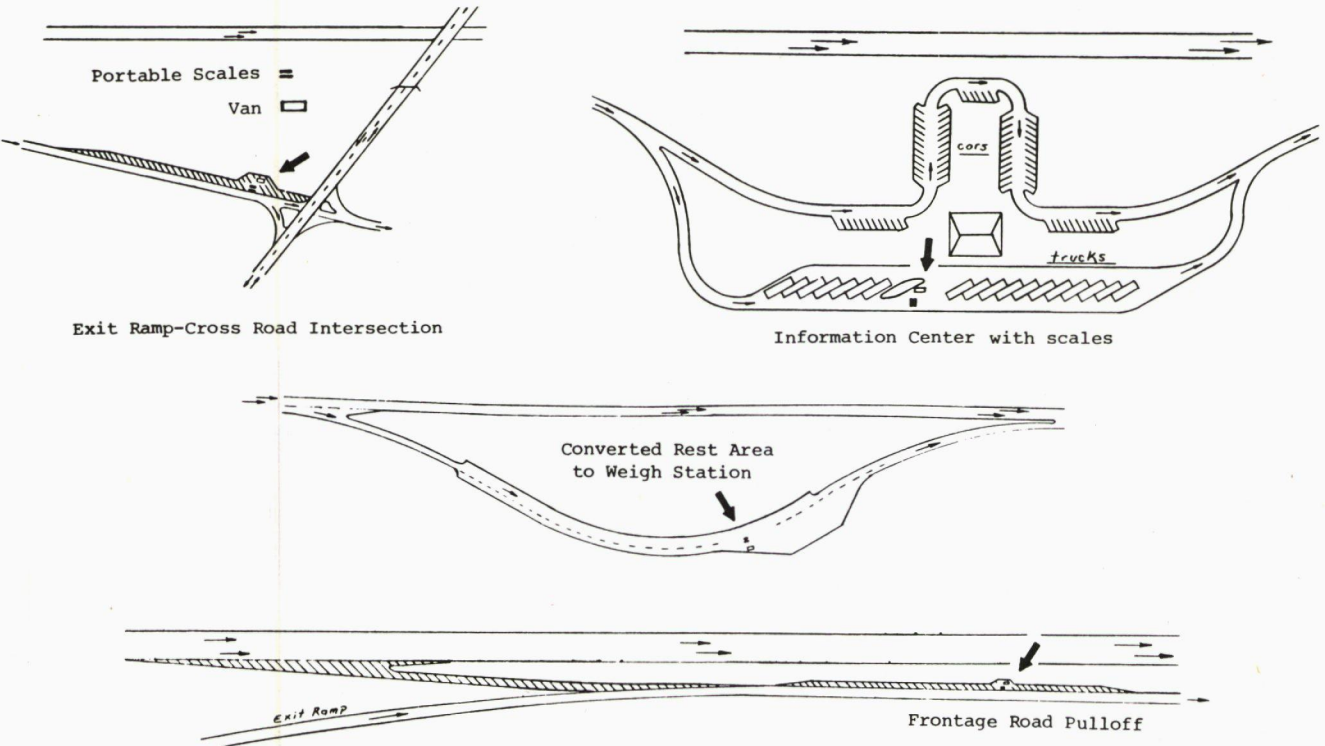 Portable Scales
Van
Exit Ramp-Cross Road Intersection
cars
trucks
Information Center with scales
Converted Rest Area
to Weigh Station
Exit Ramp
Frontage Road Pulloff